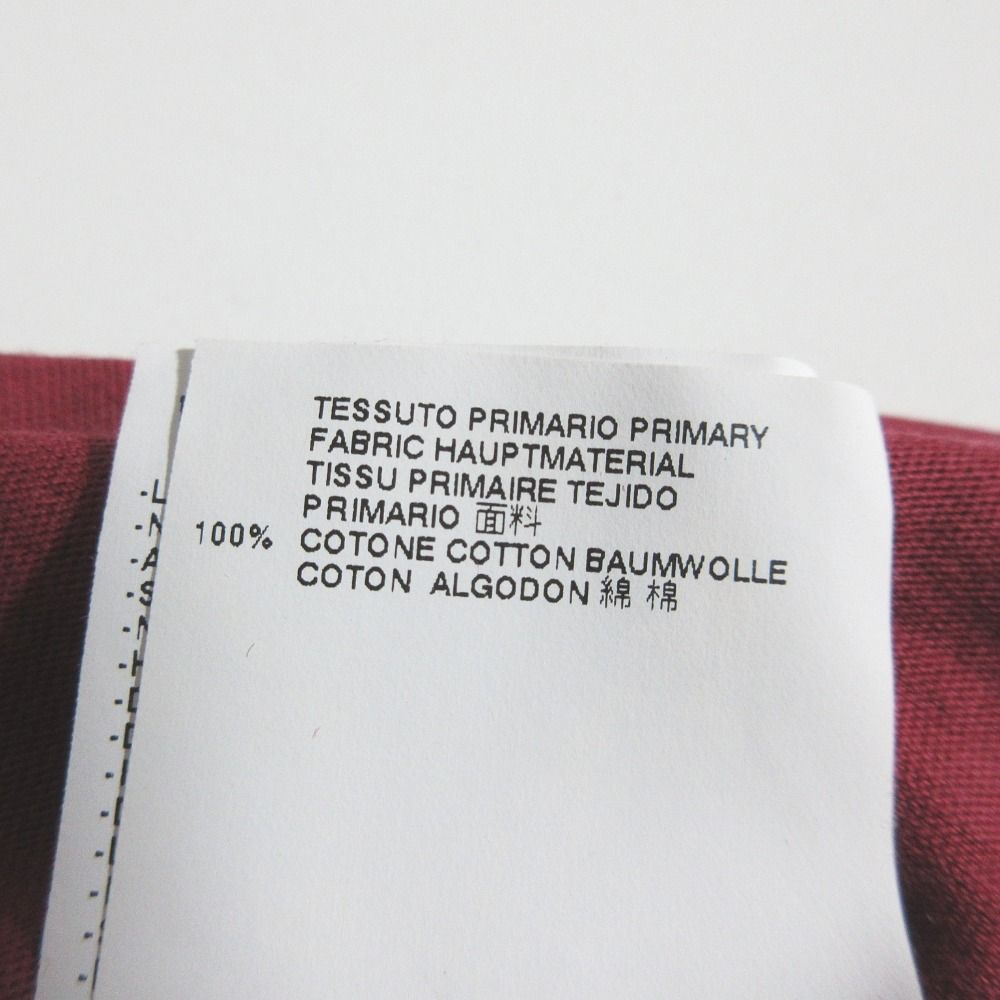 TESSUTO PRIMARIO PRIMARY
FABRIC HAUPTMATERIAL
TISSU PRIMAIRE TEJIDO
PRIMARIO 面料
100% COTONE COTTON BAUMWOLLE
COTON ALGODON 綿 棉